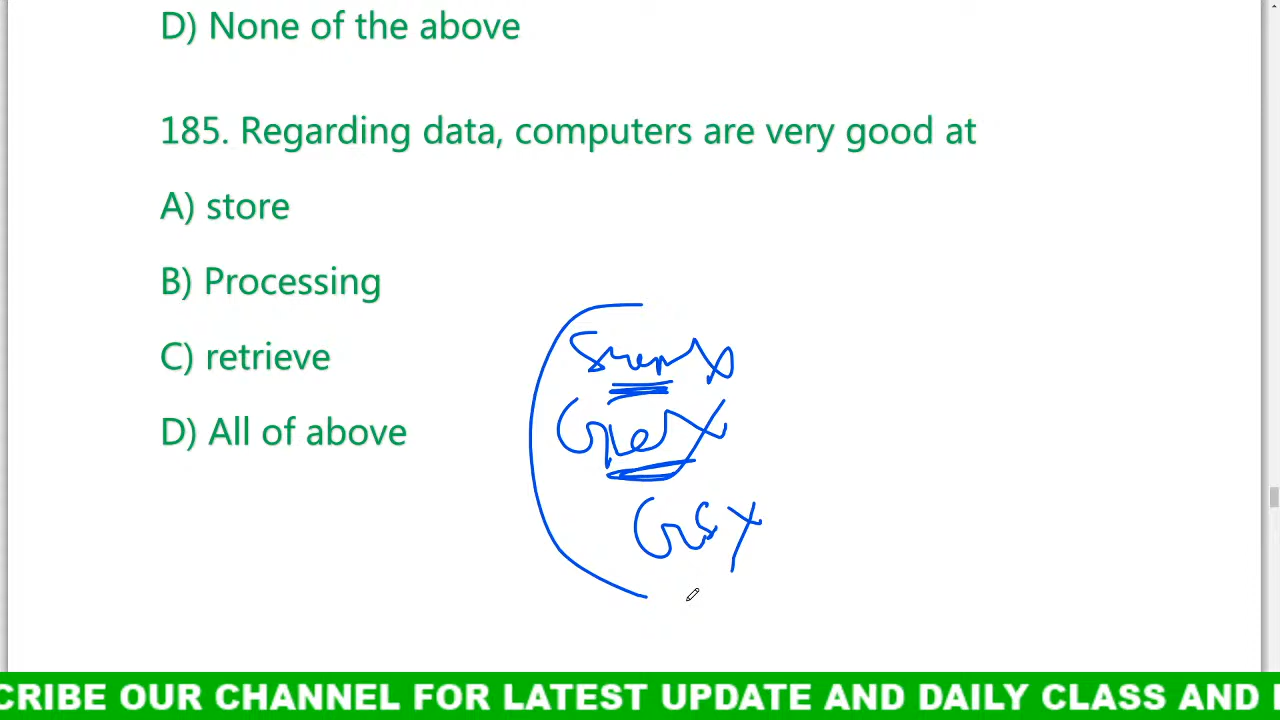 D) None of the above
185. Regarding data, computers are very good at
A) store
B) Processing
C) retrieve
D) All of above
CRIBE OUR CHANNEL FOR LATEST UPDATE AND DAILY CLASS AND